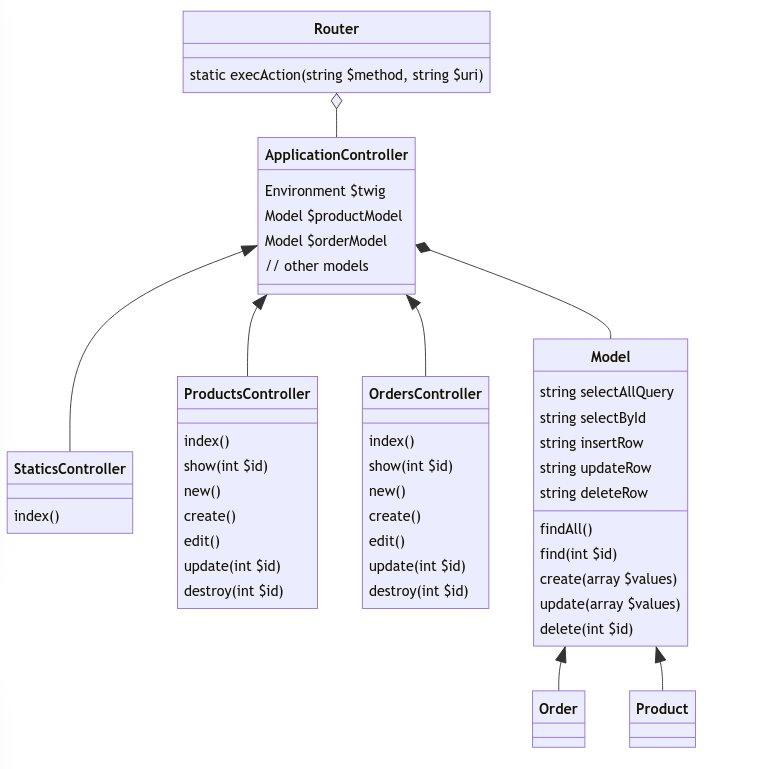 Router
static execAction(string $method, string $uri)
ApplicationController
Environment $twig
Model $productModel
Model $orderModel
// other models
StaticsController
index()
ProductsController
index()
show(int $id)
new()
create()
edit()
update(int $id)
destroy(int $id)
OrdersController
index()
show(int $id)
new()
create()
edit()
update(int $id)
destroy(int $id)
Model
string selectAllQuery
string selectById
string insertRow
string updateRow
string deleteRow
findAll()
find(int $id)
create(array $values)
update(array $values)
delete(int $id)
Order
Product